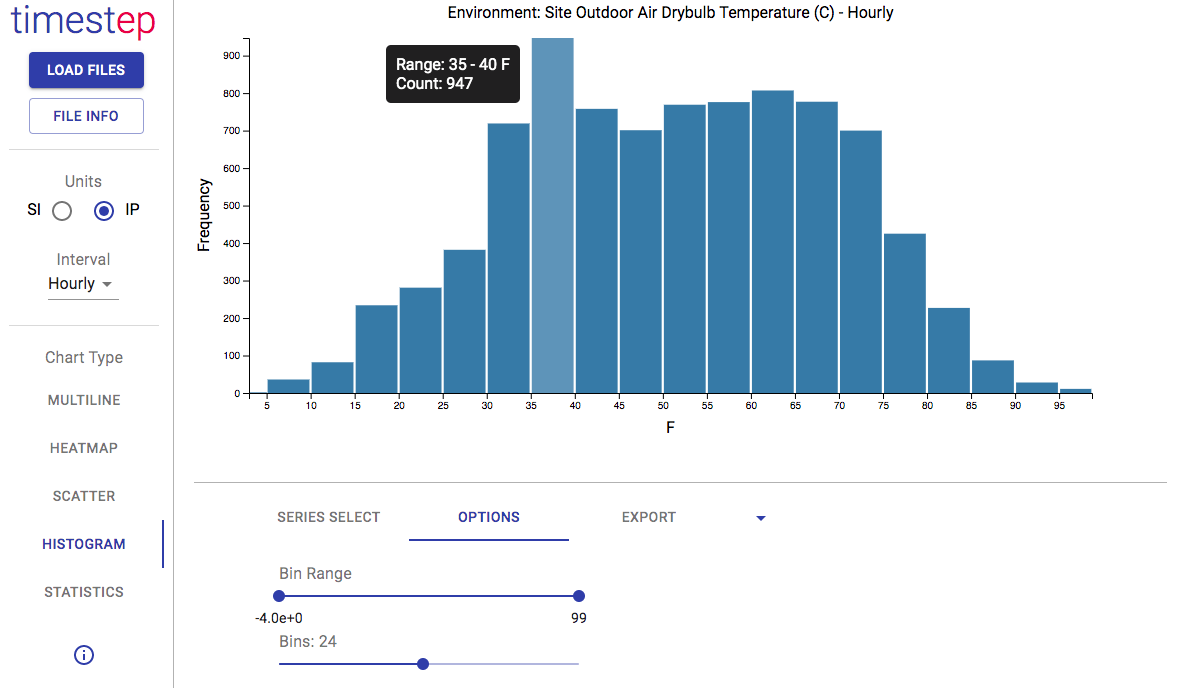 timestep
LOAD FILES
FILE INFO
Units
SI IP
Interval
Hourly
Chart Type
MULTILINE
HEATMAP
SCATTER
HISTOGRAM
STATISTICS
Environment: Site Outdoor Air Drybulb Temperature (C) - Hourly
Range: 35 - 40 F
Count: 947
Frequency
900
800
700
600
500
400
300
200
100
0
5 10 15 20 25 30 35 40 45 50 55 60 65 70 75 80 85 90 95
F
SERIES SELECT OPTIONS EXPORT
Bin Range
-4.0e+0 99
Bins: 24